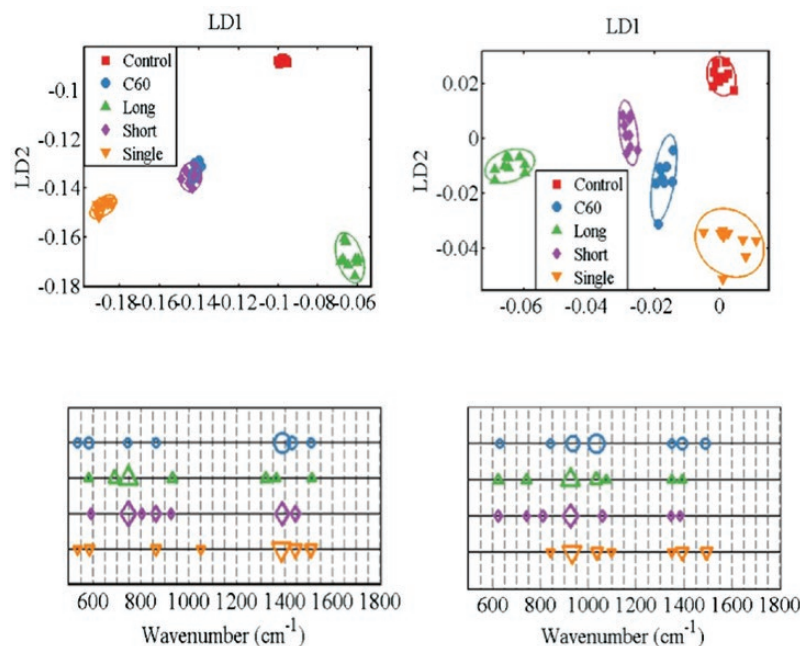 LD1
LD1
Control
C60
Long
Short
Single
-0.1
-0.12
-0.14
-0.16
-0.18
LD2
-0.18 -0.16 -0.14 -0.12 -0.1 -0.08 -0.06
0.02
0
-0.02
-0.04
LD2
Control
C60
Long
Short
Single
-0.06 -0.04 -0.02 0
600 800 1000 1200 1400 1600 1800
Wavenumber (cm⁻¹)
600 800 1000 1200 1400 1600 1800
Wavenumber (cm⁻¹)